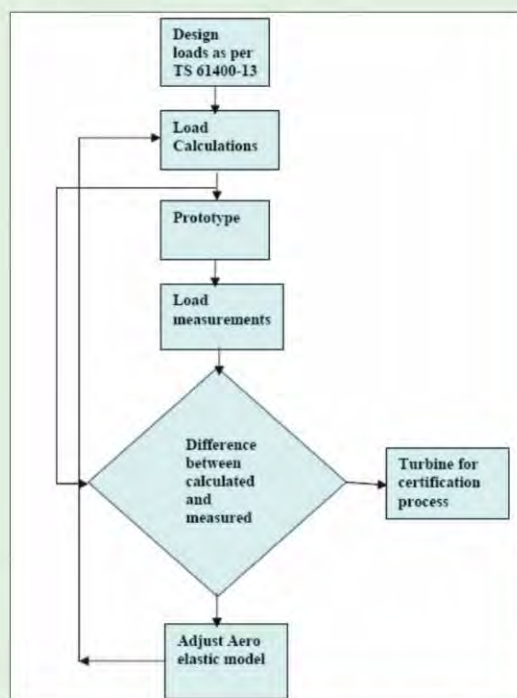 Design
loads as per
TS 61400-13
Load
Calculations
Prototype
Load
measurements
Difference
between
calculated
and
measured
Turbine for
certification
process
Adjust Aero
elastic model